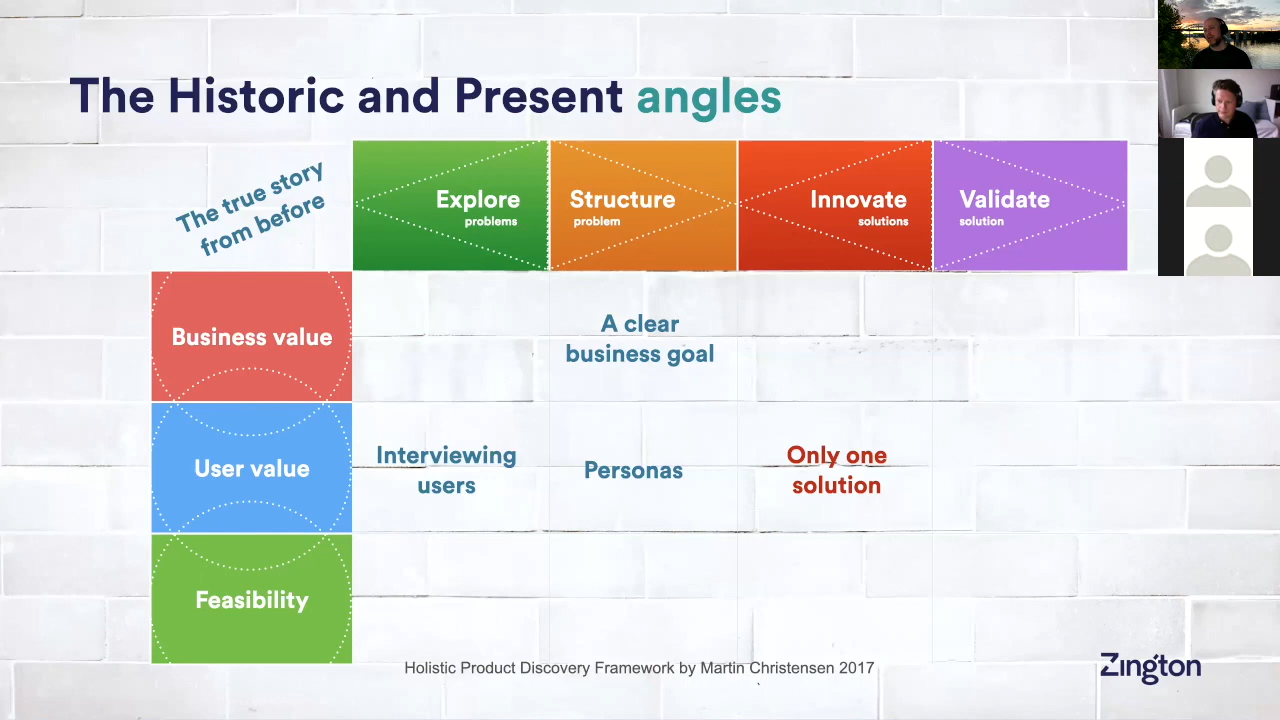 The Historic and Present angles
The true story
from before
Explore
problems
Structure
problem
Innovate
solutions
Validate
solution
Business value
A clear
business goal
User value
Interviewing
users
Personas
Only one
solution
Feasibility
Holistic Product Discovery Framework by Martin Christensen 2017
Zington